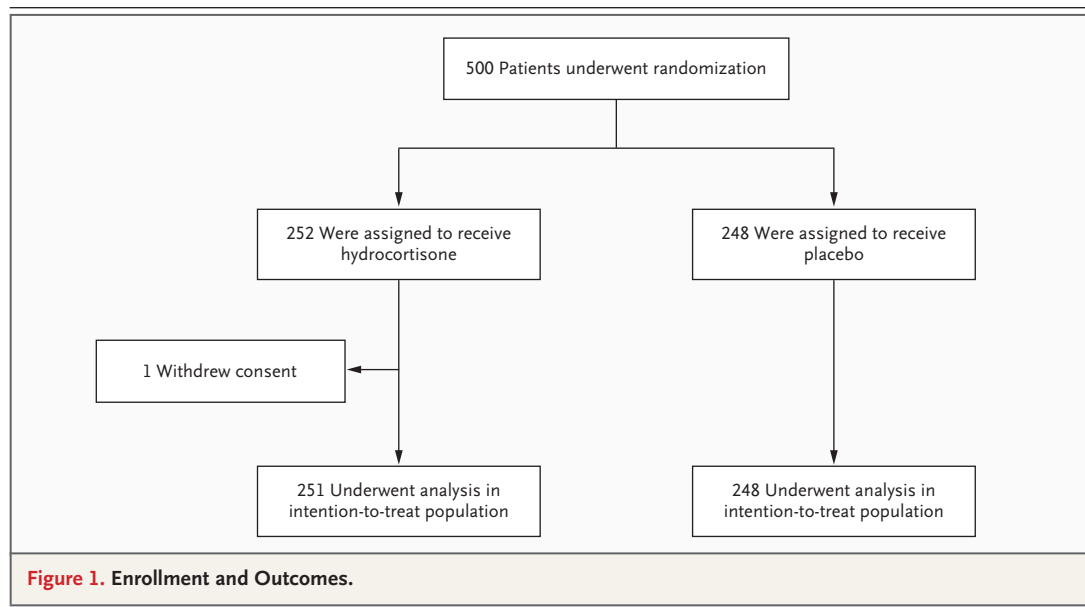 500 Patients underwent randomization
252 Were assigned to receive
hydrocortisone
248 Were assigned to receive
placebo
1 Withdrew consent
251 Underwent analysis in
intention-to-treat population
248 Underwent analysis in
intention-to-treat population
Figure 1. Enrollment and Outcomes.